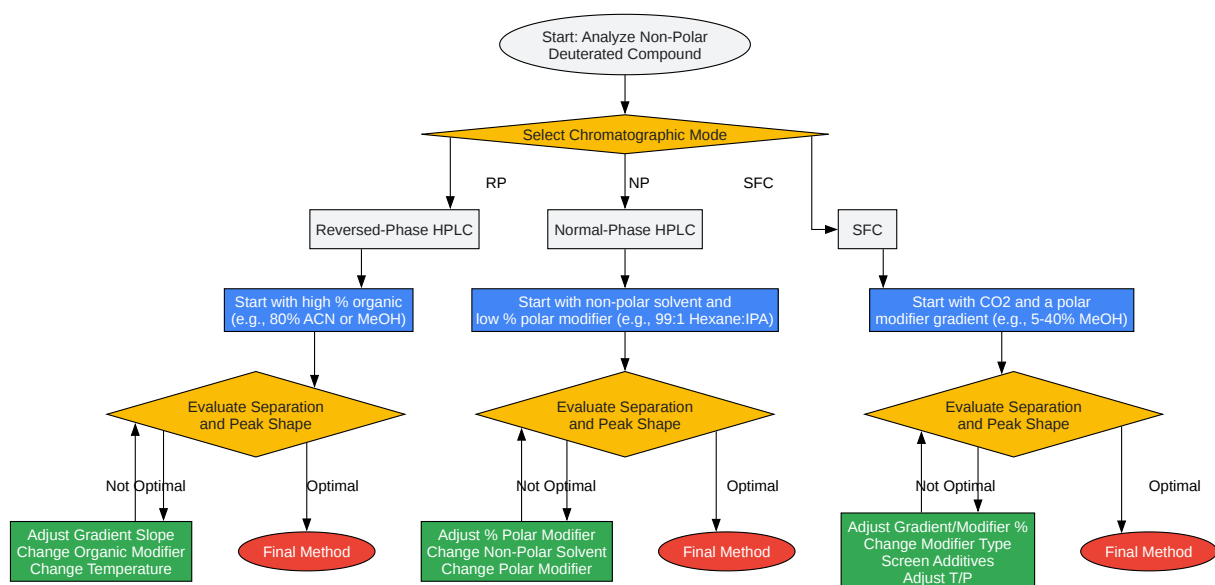 Start: Analyze Non-Polar
Deuterated Compound
Select Chromatographic Mode
RP
NP
SFC
Reversed-Phase HPLC
Normal-Phase HPLC
SFC
Start with high % organic
(e.g., 80% ACN or MeOH)
Start with non-polar solvent and
low % polar modifier (e.g., 99:1 Hexane:IPA)
Start with CO2 and a polar
modifier gradient (e.g., 5-40% MeOH)
Evaluate Separation
and Peak Shape
Evaluate Separation
and Peak Shape
Evaluate Separation
and Peak Shape
Not Optimal
Optimal
Not Optimal
Optimal
Not Optimal
Optimal
Adjust Gradient Slope
Change Organic Modifier
Change Temperature
Final Method
Adjust % Polar Modifier
Change Non-Polar Solvent
Change Polar Modifier
Final Method
Adjust Gradient/Modifier %
Change Modifier Type
Screen Additives
Adjust T/P
Final Method